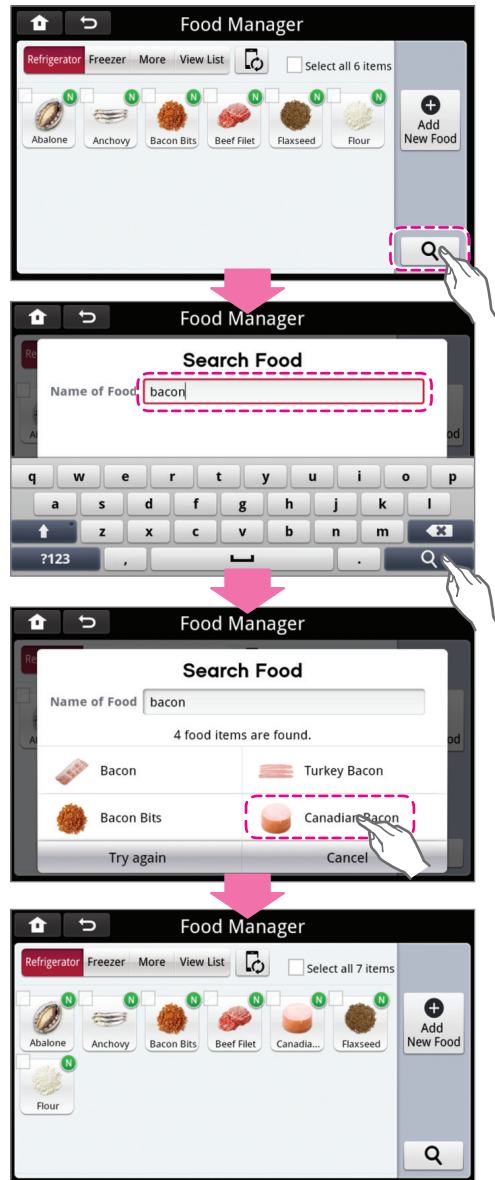 Food Manager
Refrigerator Freezer More View List Select all 6 items
N N N N N N
Abalone Anchovy Bacon Bits Beef Filet Flaxseed Flour
Add
New Food
Food Manager
Re
Search Food
Name of Food bacon
A
od
q w e r t y u i o p
a s d f g h j k l
z x c v b n m
?123 , .
Food Manager
Re
Search Food
Name of Food bacon
A
od
4 food items are found.
Bacon Turkey Bacon
Bacon Bits Canadian Bacon
Try again Cancel
Food Manager
Refrigerator Freezer More View List Select all 7 items
N N N N N N
Abalone Anchovy Bacon Bits Beef Filet Canadia... Flaxseed
Add
New Food
N
Flour